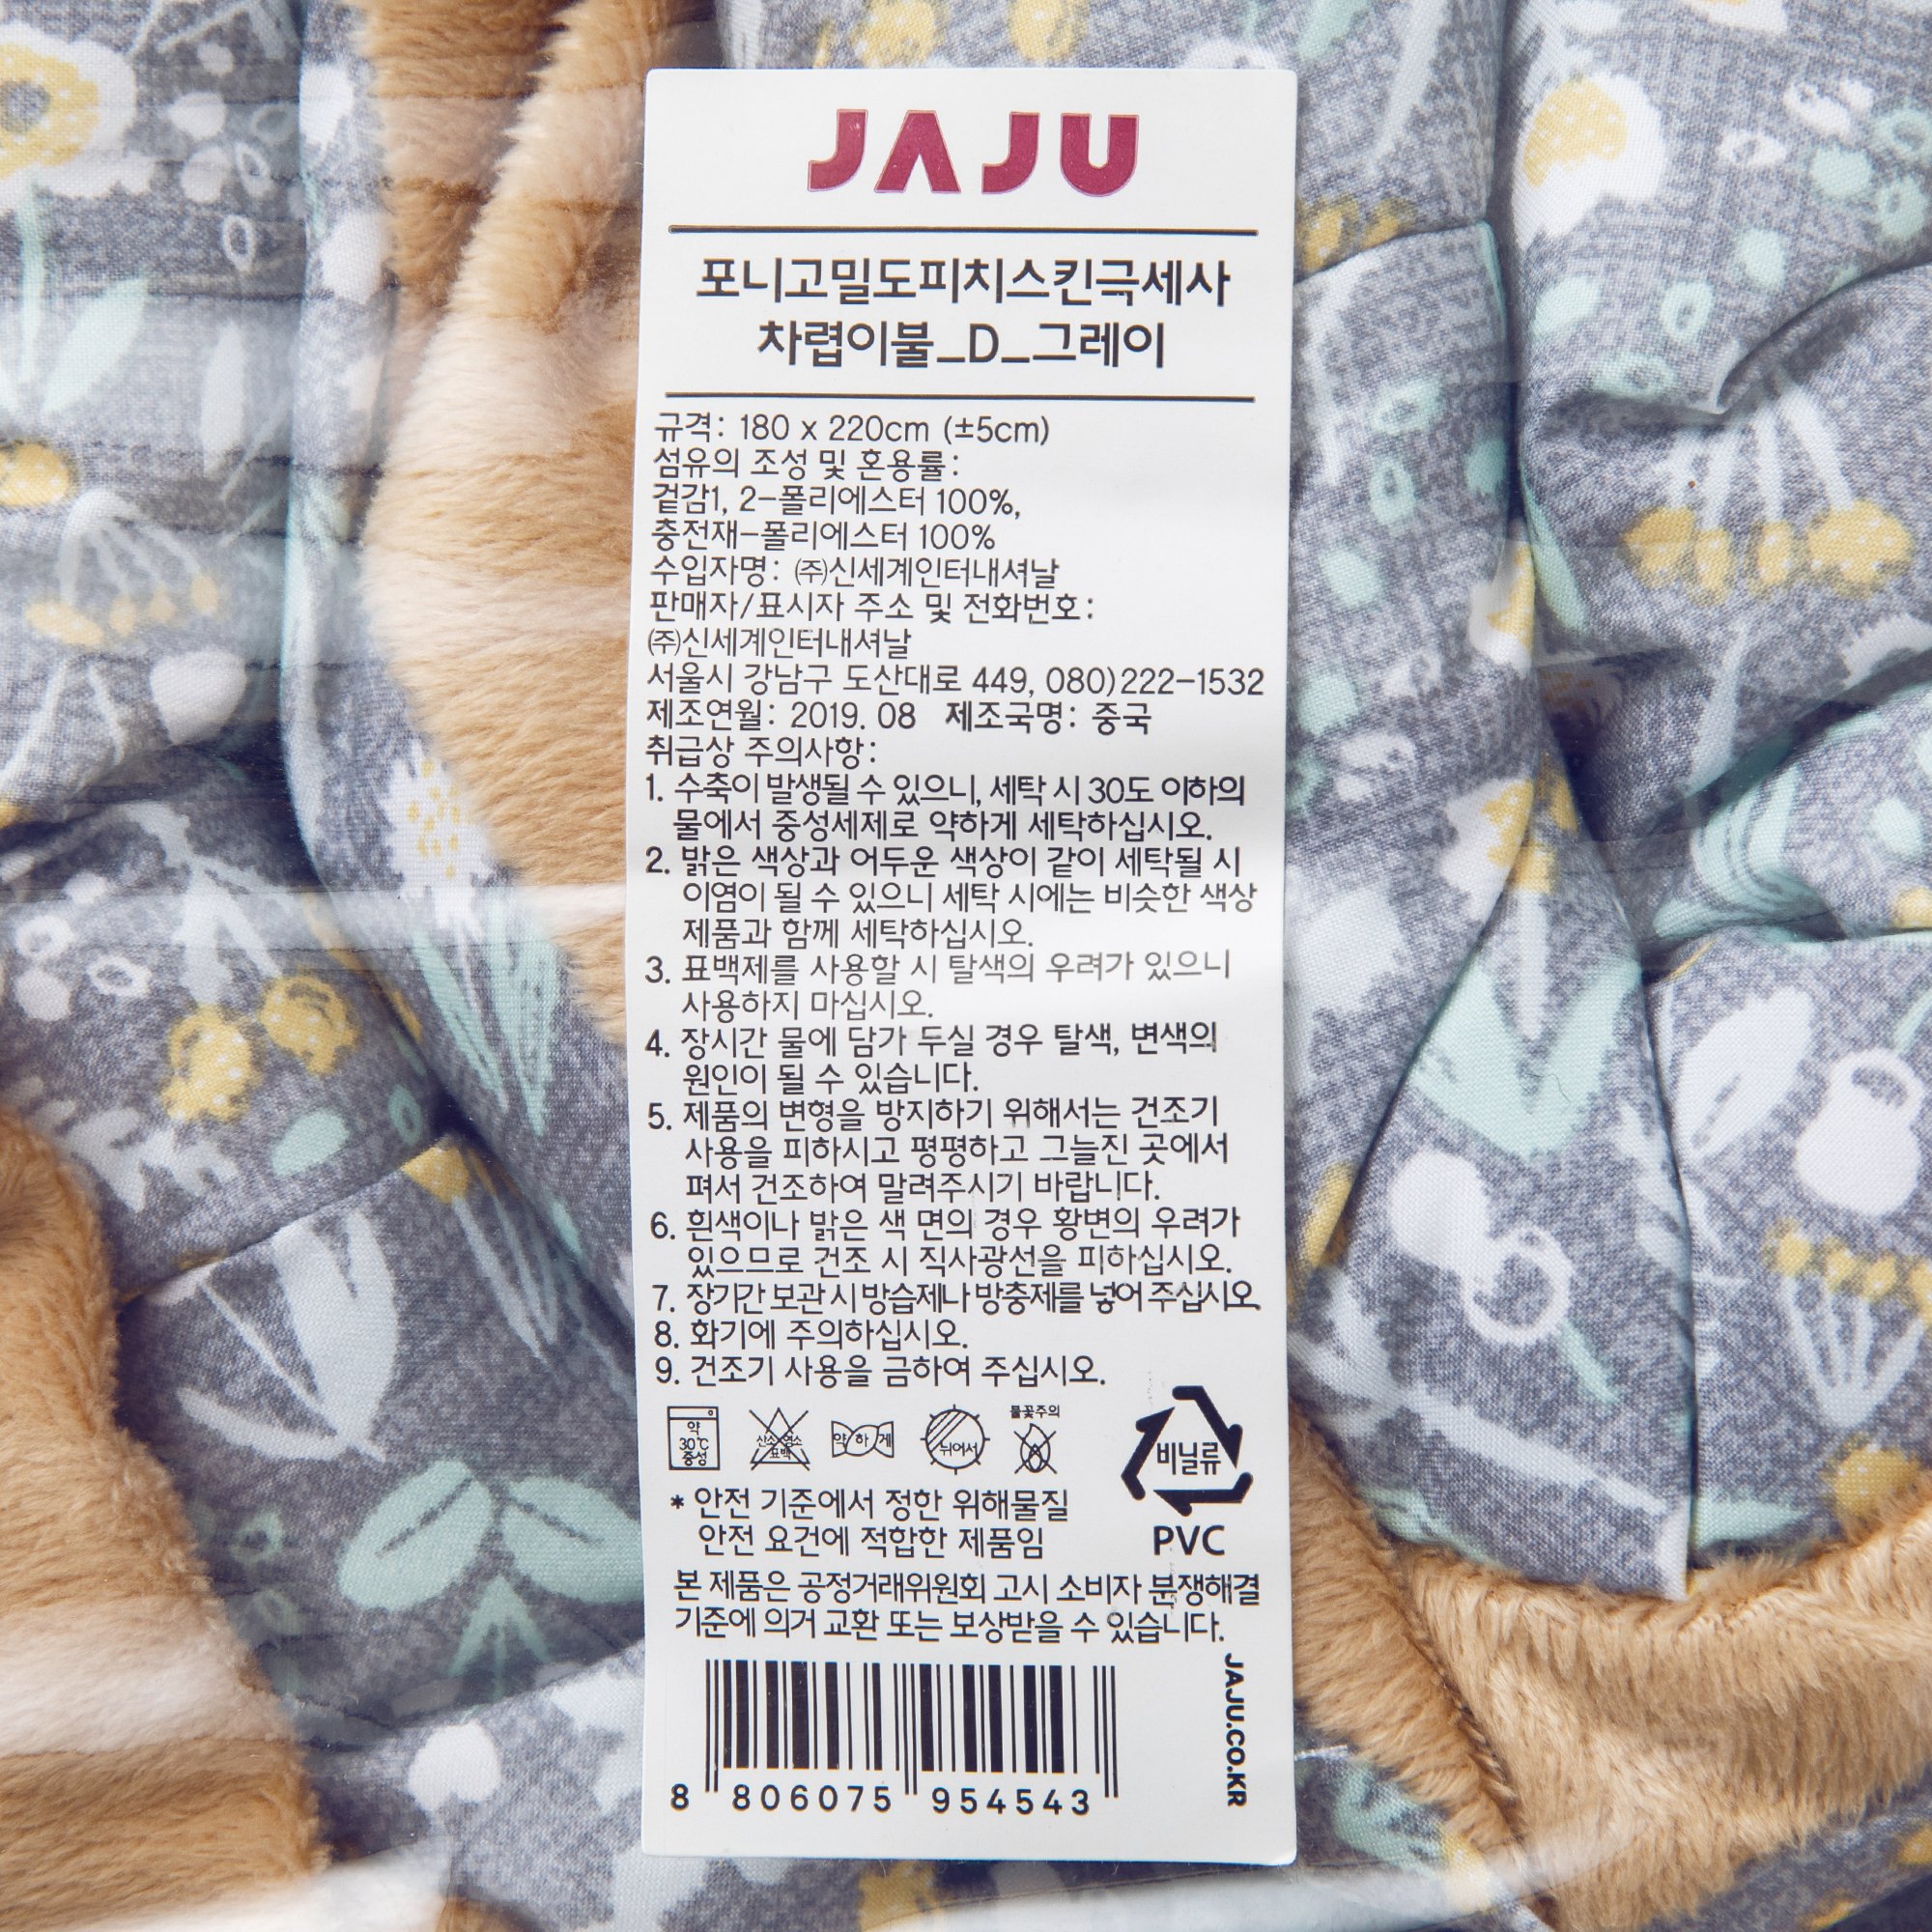 JAJU
포니고밀도피치스킨극세사
차렵이불_D_그레이
규격: 180 x 220cm (±5cm)
섬유의 조성 및 혼용률:
겉감1, 2-폴리에스터 100%,
충전재-폴리에스터 100%
수입자명: ㈜신세계인터내셔날
판매자/표시자 주소 및 전화번호:
㈜신세계인터내셔날
서울시 강남구 도산대로 449, 080)222-1532
제조연월: 2019. 08 제조국명: 중국
취급상 주의사항:
1. 수축이 발생될 수 있으니, 세탁 시 30도 이하의
물에서 중성세제로 약하게 세탁하십시오.
2. 밝은 색상과 어두운 색상이 같이 세탁될 시
이염이 될 수 있으니 세탁 시에는 비슷한 색상
제품과 함께 세탁하십시오.
3. 표백제를 사용할 시 탈색의 우려가 있으니
사용하지 마십시오.
4. 장시간 물에 담가 두실 경우 탈색, 변색의
원인이 될 수 있습니다.
5. 제품의 변형을 방지하기 위해서는 건조기
사용을 피하시고 평평하고 그늘진 곳에서
펴서 건조하여 말려주시기 바랍니다.
6. 흰색이나 밝은 색 면의 경우 황변의 우려가
있으므로 건조 시 직사광선을 피하십시오.
7. 장기간 보관 시 방습제나 방충제를 넣어 주십시오.
8. 화기에 주의하십시오.
9. 건조기 사용을 금하여 주십시오.
약
30℃
중성
산소 염소
표백
약하게
뉘어서
불꽃주의
비닐류
PVC
* 안전 기준에서 정한 위해물질
안전 요건에 적합한 제품임
본 제품은 공정거래위원회 고시 소비자 분쟁해결
기준에 의거 교환 또는 보상받을 수 있습니다.
JAJU.CO.KR
8 806075 954543